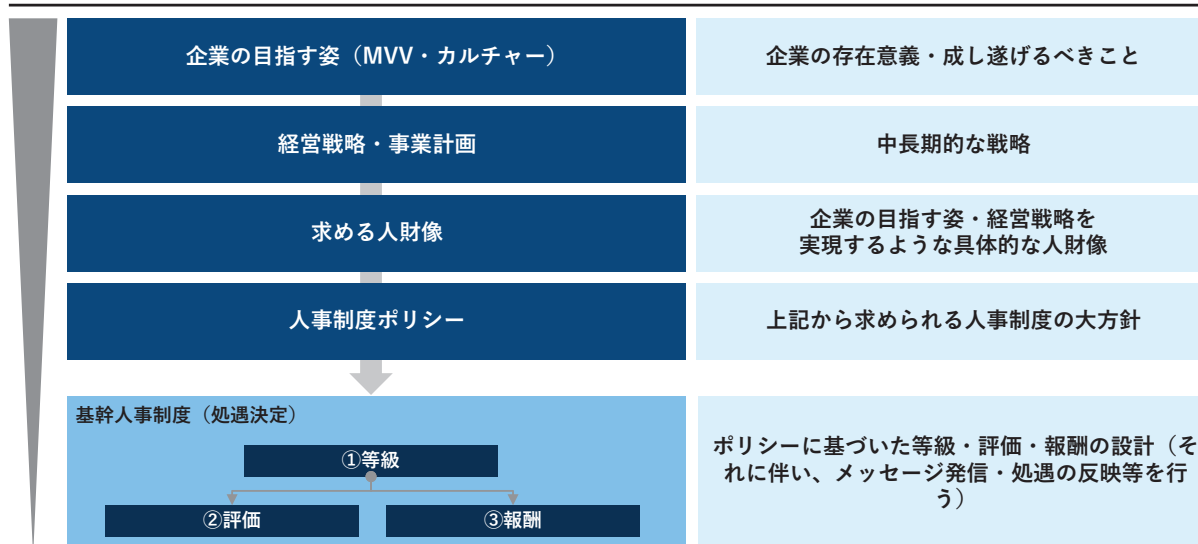 企業の目指す姿（MVV・カルチャー）
企業の存在意義・成し遂げるべきこと
経営戦略・事業計画
中長期的な戦略
求める人財像
企業の目指す姿・経営戦略を
実現するような具体的な人財像
人事制度ポリシー
上記から求められる人事制度の大方針
基幹人事制度（処遇決定）
①等級
②評価
③報酬
ポリシーに基づいた等級・評価・報酬の設計（そ
れに伴い、メッセージ発信・処遇の反映等を行
う）